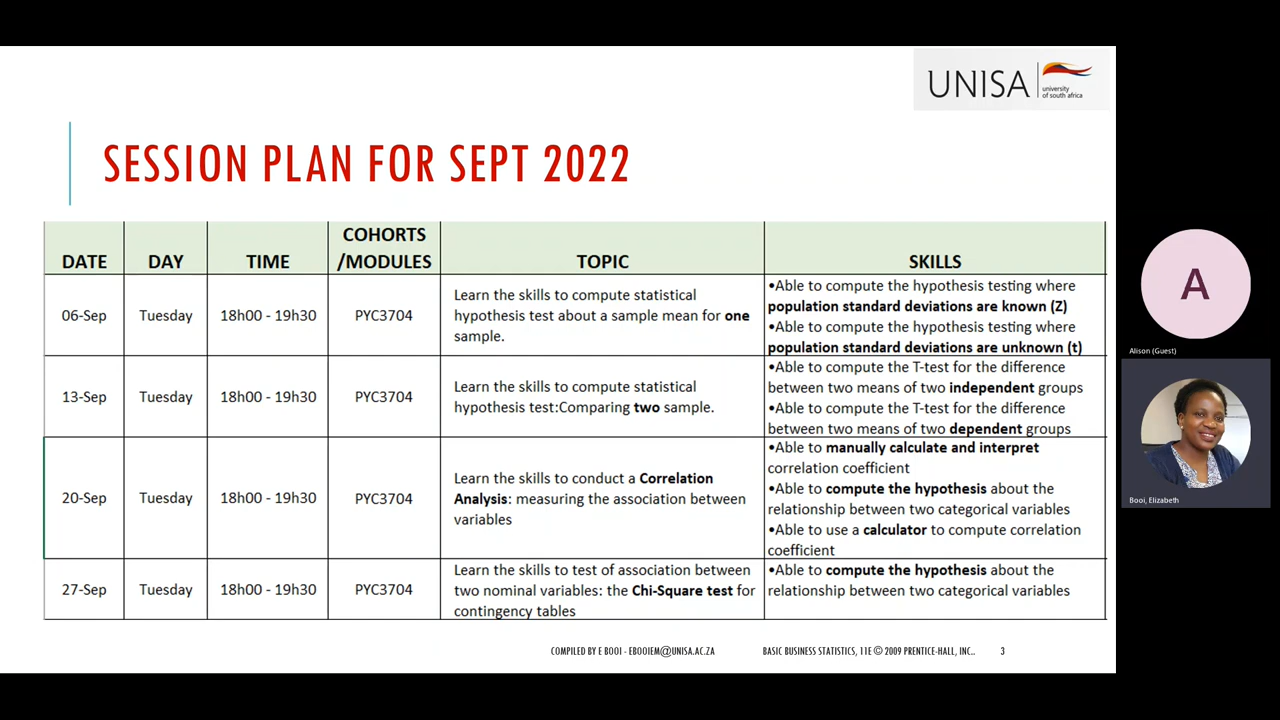 UNISA
university
of south africa
SESSION PLAN FOR SEPT 2022
DATE
DAY
TIME
COHORTS
/MODULES
TOPIC
SKILLS
06-Sep
Tuesday
18h00 - 19h30
PYC3704
Learn the skills to compute statistical
hypothesis test about a sample mean for one
sample.
•Able to compute the hypothesis testing where
population standard deviations are known (Z)
•Able to compute the hypothesis testing where
population standard deviations are unknown (t)
13-Sep
Tuesday
18h00 - 19h30
PYC3704
Learn the skills to compute statistical
hypothesis test:Comparing two sample.
•Able to compute the T-test for the difference
between two means of two independent groups
•Able to compute the T-test for the difference
between two means of two dependent groups
20-Sep
Tuesday
18h00 - 19h30
PYC3704
Learn the skills to conduct a Correlation
Analysis: measuring the association between
variables
•Able to manually calculate and interpret
correlation coefficient
•Able to compute the hypothesis about the
relationship between two categorical variables
•Able to use a calculator to compute correlation
coefficient
27-Sep
Tuesday
18h00 - 19h30
PYC3704
Learn the skills to test of association between
two nominal variables: the Chi-Square test for
contingency tables
•Able to compute the hypothesis about the
relationship between two categorical variables
COMPILED BY E BOOI - EBOOIEM@UNISA.AC.ZA
BASIC BUSINESS STATISTICS, 11E © 2009 PRENTICE-HALL, INC..
3
A
Alison (Guest)
Booi, Elizabeth